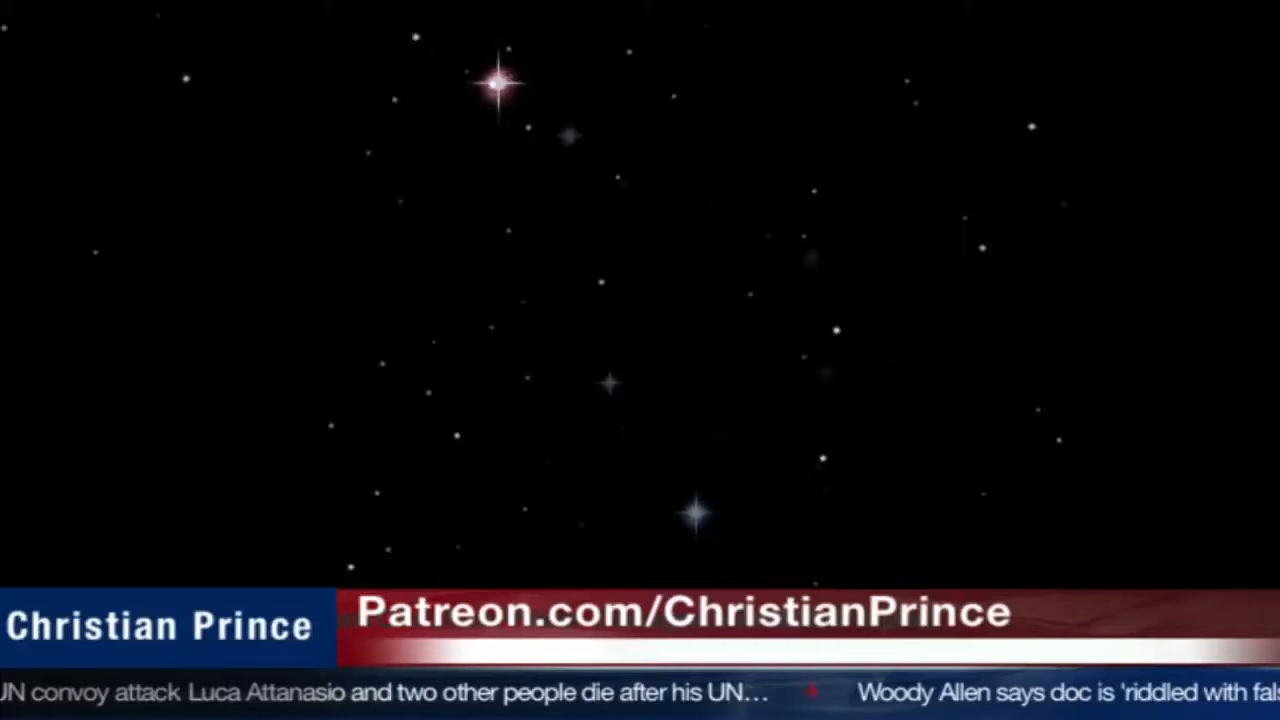 Christian Prince
Patreon.com/ChristianPrince
UN convoy attack Luca Attanasio and two other people die after his UN... Woody Allen says doc is 'riddled with